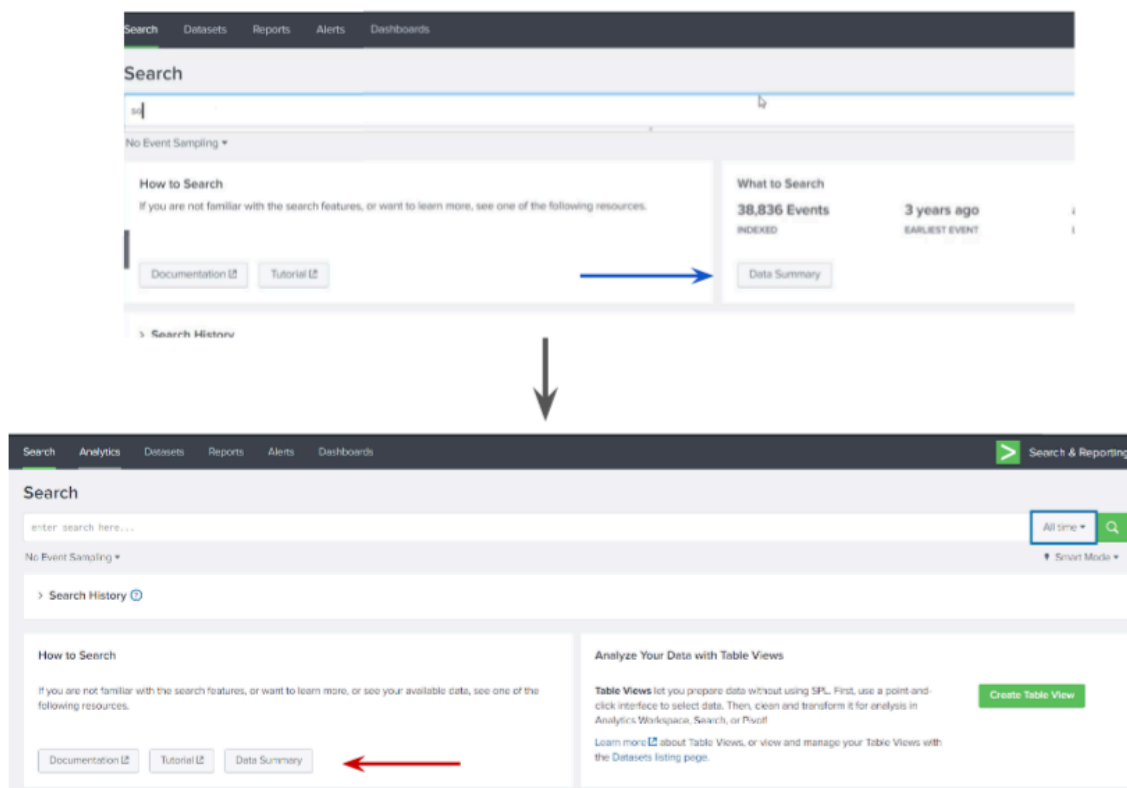 Search Datasets Reports Alerts Dashboards
Search
so
No Event Sampling
How to Search
If you are not familiar with the search features, or want to learn more, see one of the following resources.
Documentation Tutorial
What to Search
38,836 Events 3 years ago
INDEXED EARLIEST EVENT
Data Summary
> Search History
Search Analytics Datasets Reports Alerts Dashboards
Search & Reporting
Search
enter search here...
All time
No Event Sampling
Smart Mode
> Search History
How to Search
If you are not familiar with the search features, or want to learn more, or see your available data, see one of the
following resources.
Documentation Tutorial Data Summary
Analyze Your Data with Table Views
Table Views let you prepare data without using SPL. First, use a point-and-
click interface to select data. Then, clean and transform it for analysis in
Analytics Workspace, Search, or Pivot!
Learn more about Table Views, or view and manage your Table Views with
the Datasets listing page.
Create Table View